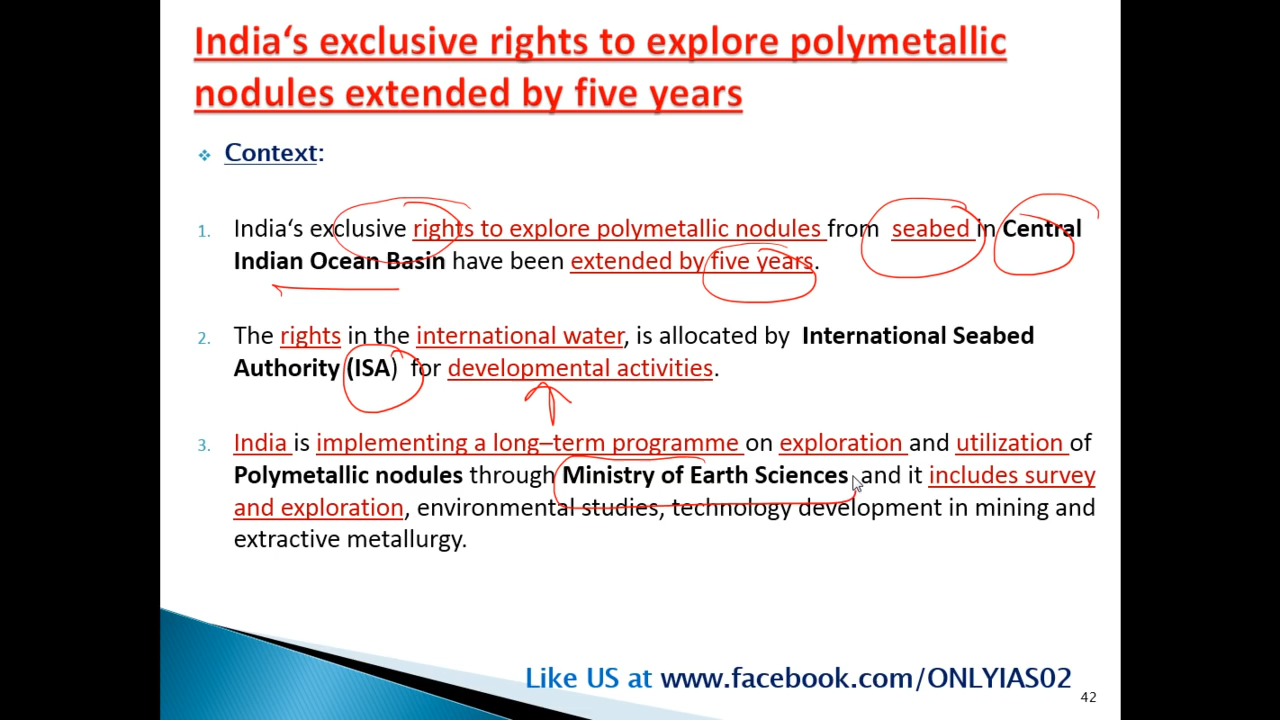 India‘s exclusive rights to explore polymetallic
nodules extended by five years
❖ Context:
1. India‘s exclusive rights to explore polymetallic nodules from seabed in Central
Indian Ocean Basin have been extended by five years.
2. The rights in the international water, is allocated by International Seabed
Authority (ISA) for developmental activities.
3. India is implementing a long–term programme on exploration and utilization of
Polymetallic nodules through Ministry of Earth Sciences and it includes survey
and exploration, environmental studies, technology development in mining and
extractive metallurgy.
Like US at www.facebook.com/ONLYIAS02
42